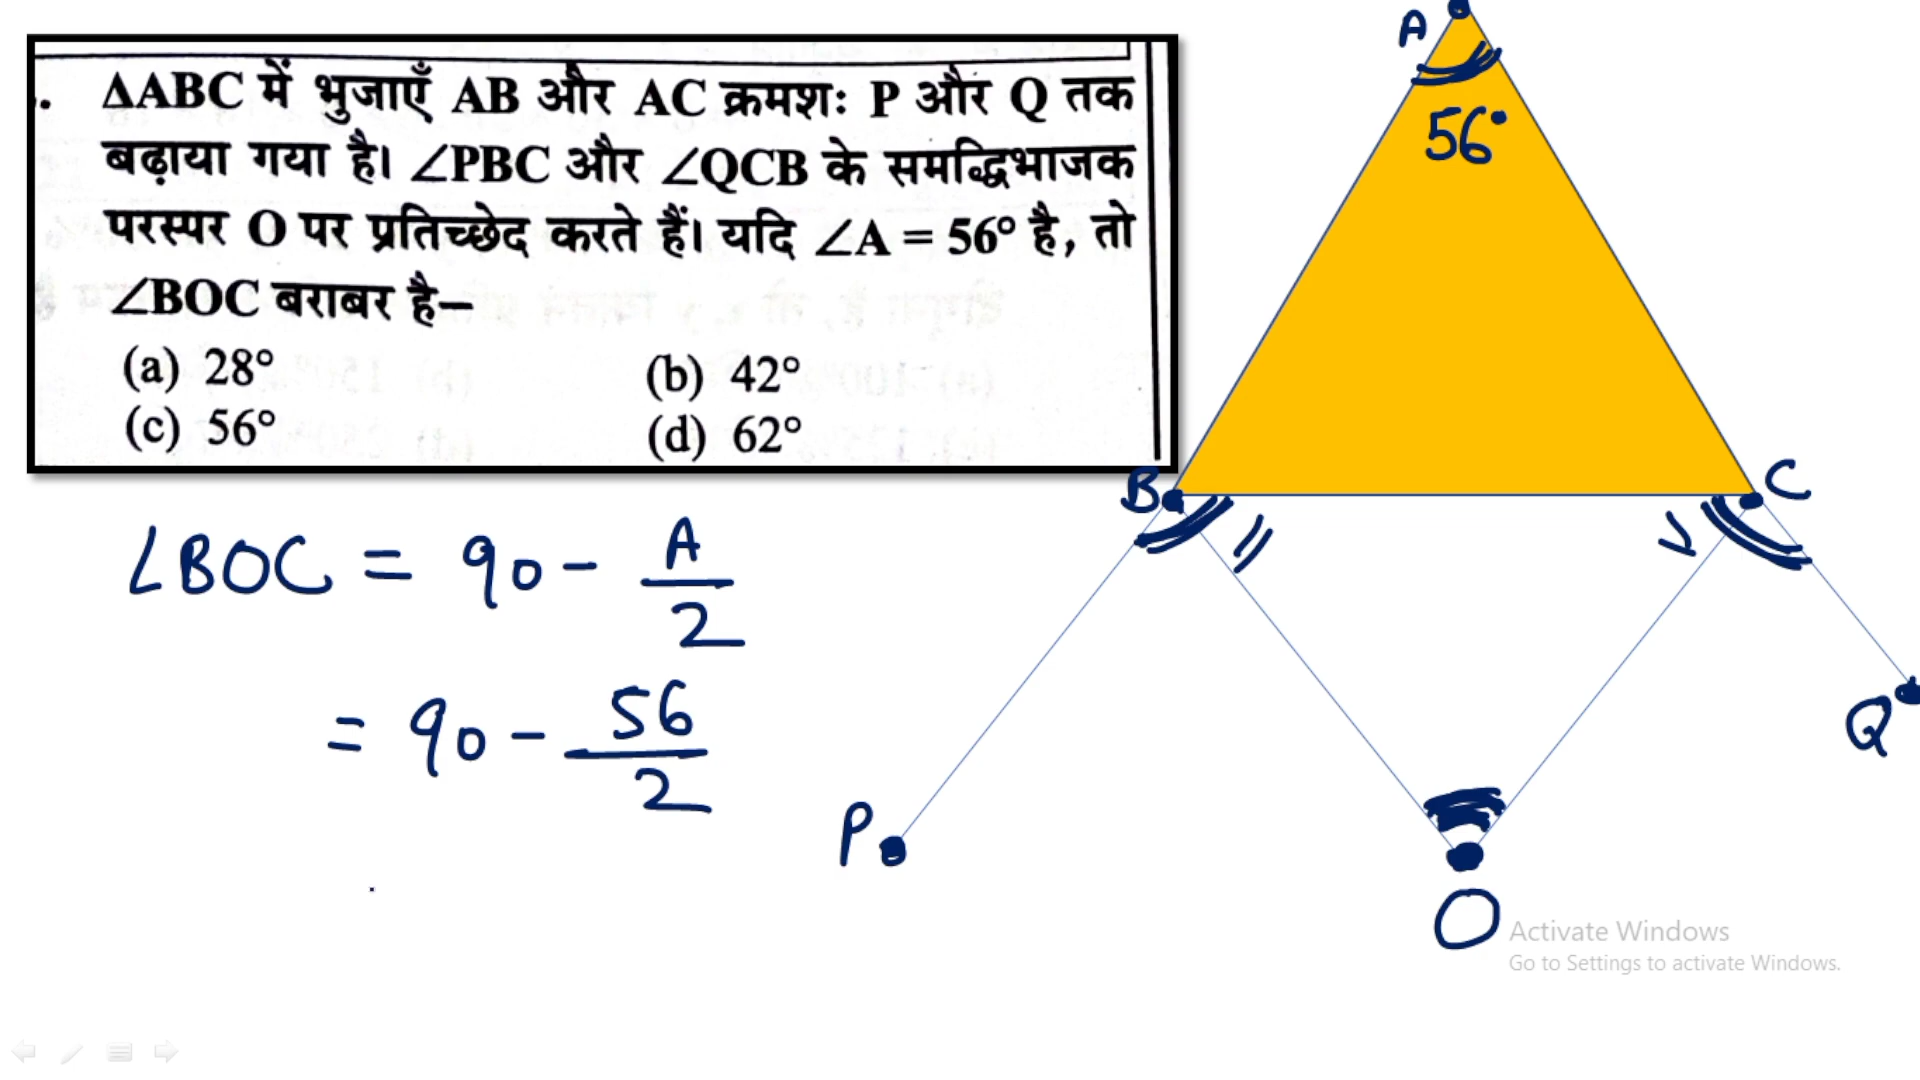 . ΔABC में भुजाएँ AB और AC क्रमशः P और Q तक
बढ़ाया गया है। ∠PBC और ∠QCB के समद्विभाजक
परस्पर O पर प्रतिच्छेद करते हैं। यदि ∠A = 56° है, तो
∠BOC बराबर है–
(a) 28° (b) 42°
(c) 56° (d) 62°
A
56°
B
C
∠BOC = 90 - A/2
= 90 - 56/2
P
Q
O
Activate Windows
Go to Settings to activate Windows.